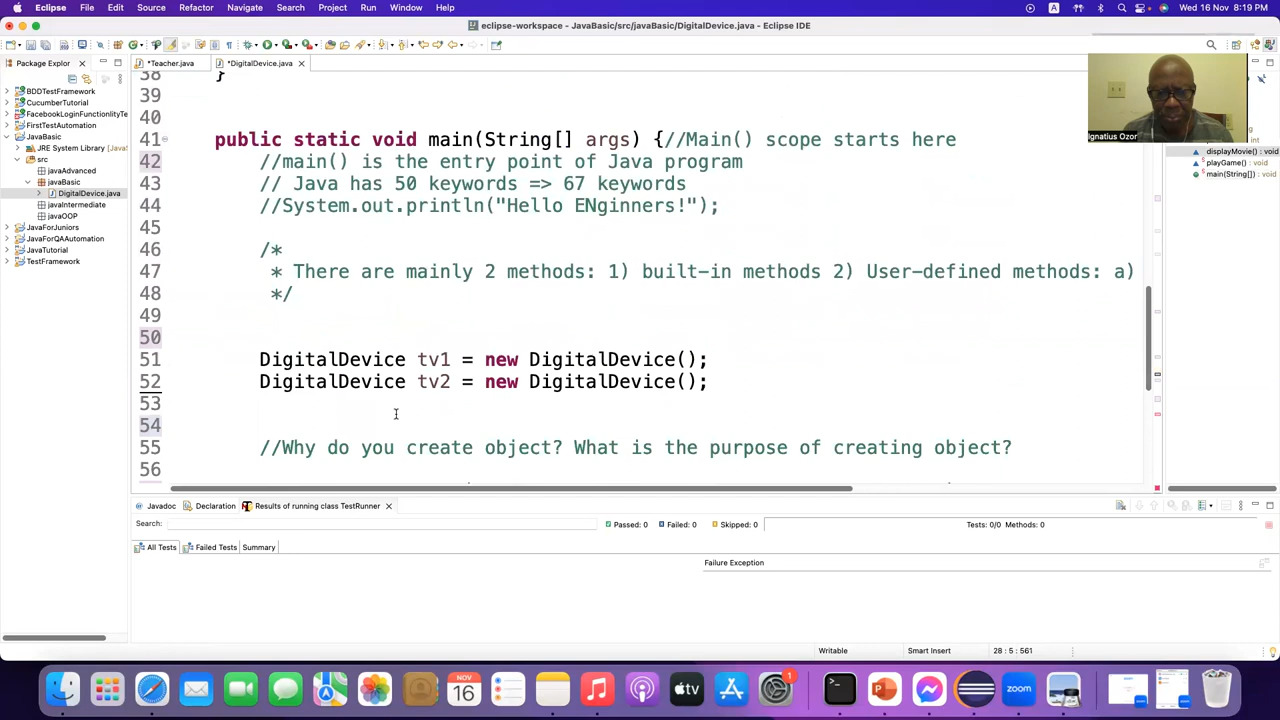 Eclipse File Edit Source Refactor Navigate Search Project Run Window Help Wed 16 Nov 8:19 PM
eclipse-workspace - JavaBasic/src/javaBasic/DigitalDevice.java - Eclipse IDE
Package Explor *Teacher.java *DigitalDevice.java
BDDTestFramework
CucumberTutorial
FacebookLoginFunctionlityTe
FirstTestAutomation
JavaBasic
JRE System Library [Java
src
javaAdvanced
javaBasic
DigitalDevice.java
javaIntermediate
javaOOP
JavaForJuniors
JavaForQAAutomation
JavaTutorial
TestFramework
38 }
39
40
41 public static void main(String[] args) {//Main() scope starts here
42 //main() is the entry point of Java program
43 // Java has 50 keywords => 67 keywords
44 //System.out.println("Hello ENginners!");
45
46 /*
47 * There are mainly 2 methods: 1) built-in methods 2) User-defined methods: a)
48 */
49
50
51 DigitalDevice tv1 = new DigitalDevice();
52 DigitalDevice tv2 = new DigitalDevice();
53
54
55 //Why do you create object? What is the purpose of creating object?
56
Ignatius Ozor
displayMovie() : void
playGame() : void
main(String[]) : void
Javadoc Declaration Results of running class TestRunner
Search: Passed: 0 Failed: 0 Skipped: 0 Tests: 0/0 Methods: 0
All Tests Failed Tests Summary
Failure Exception
Writable Smart Insert 28 : 5 : 561
NOV
16
tv
1
zoom